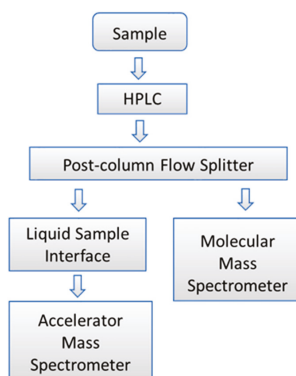 Sample
HPLC
Post-column Flow Splitter
Liquid Sample
Interface
Molecular
Mass
Spectrometer
Accelerator
Mass
Spectrometer